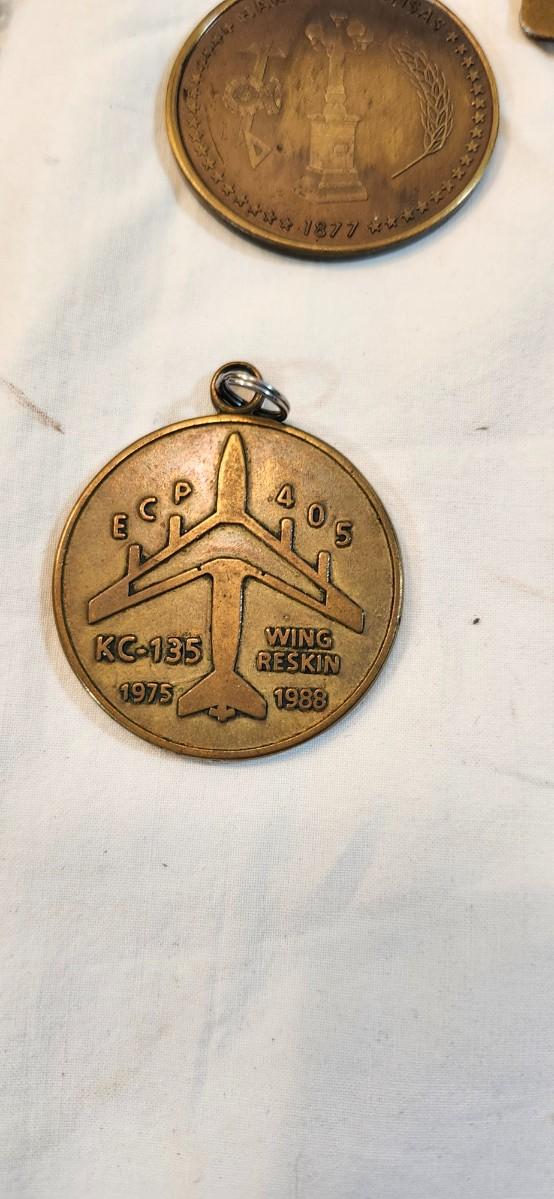 1877
ECP 405
KC-135 WING
RESKIN
1975 1988